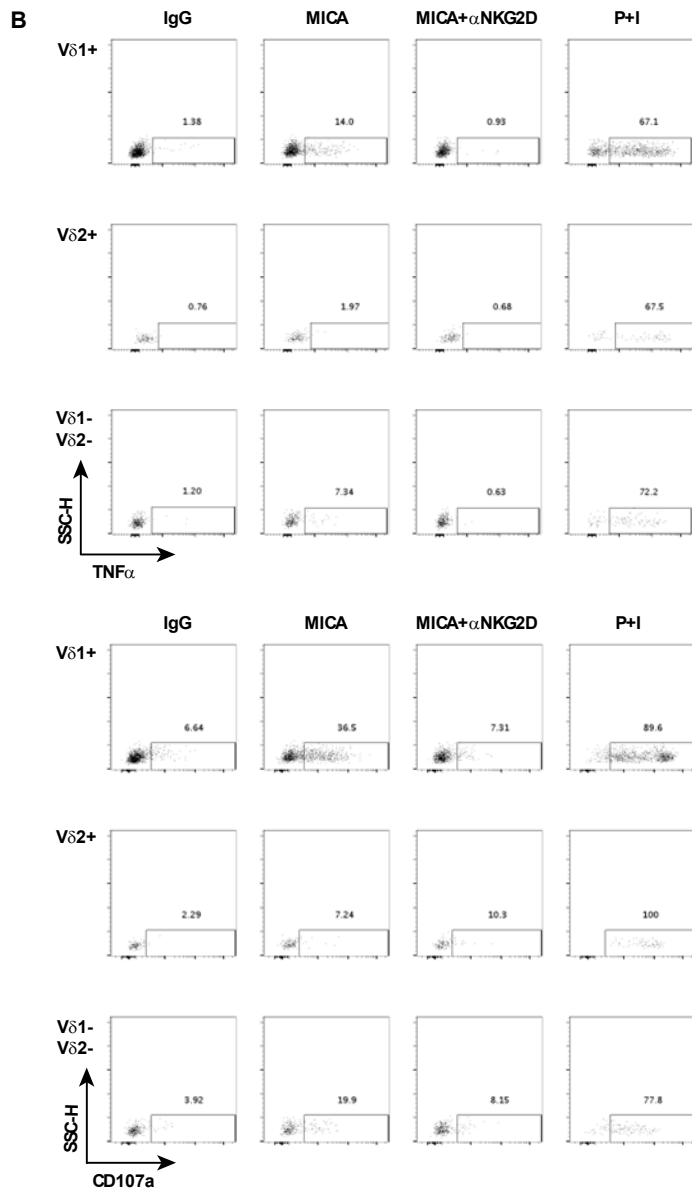 B
IgG MICA MICA+αNKG2D P+I
Vδ1+
1.38 14.0 0.93 67.1
Vδ2+
0.76 1.97 0.68 67.5
Vδ1-
Vδ2-
1.20 7.34 0.63 72.2
SSC-H
TNFα
IgG MICA MICA+αNKG2D P+I
Vδ1+
6.64 36.5 7.31 89.6
Vδ2+
2.29 7.24 10.3 100
Vδ1-
Vδ2-
3.92 19.9 8.15 77.8
SSC-H
CD107a